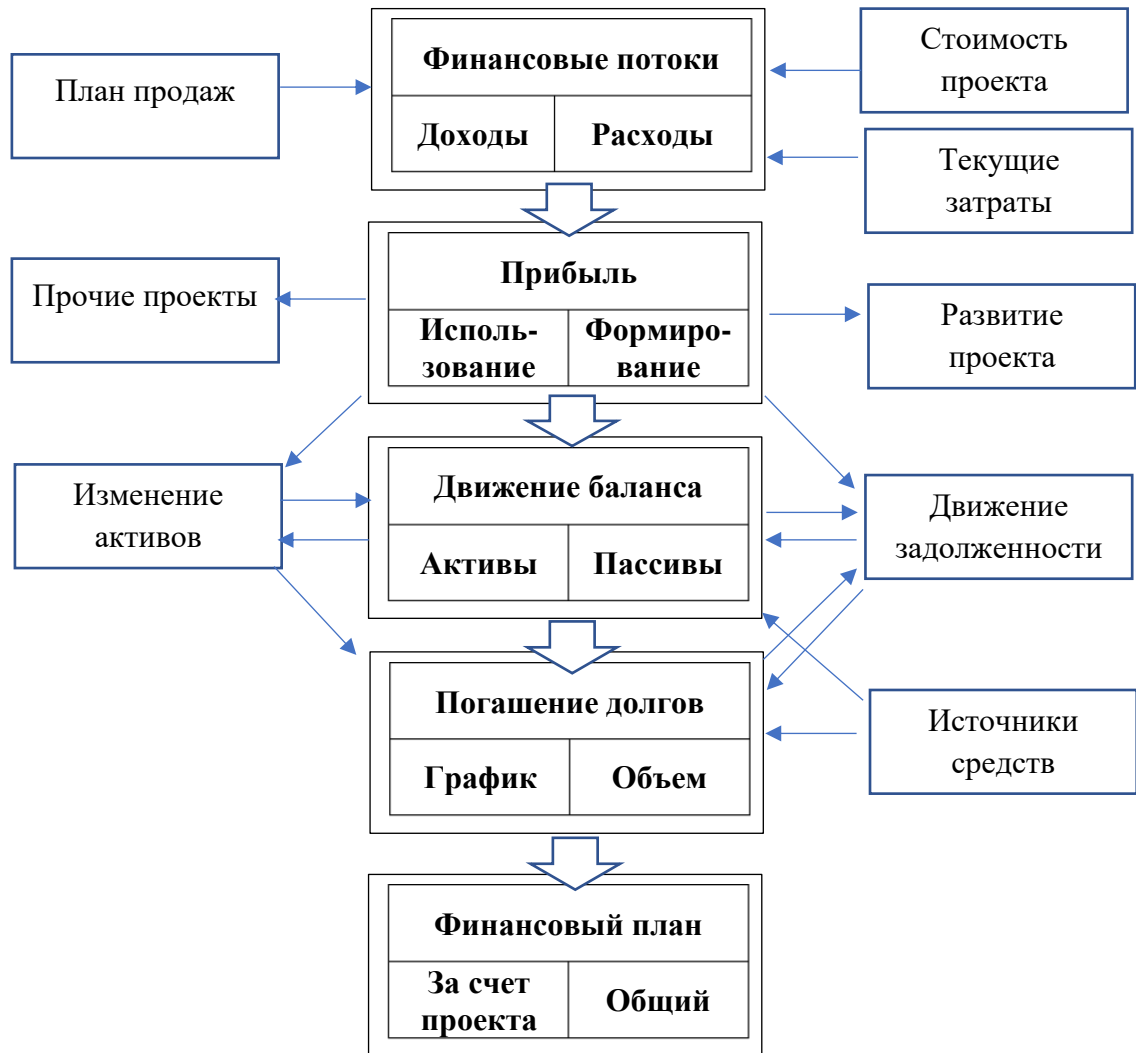 Финансовые потоки
Доходы
Расходы
План продаж
Стоимость
проекта
Текущие
затраты
Прибыль
Исполь-
зование
Формиро-
вание
Прочие проекты
Развитие
проекта
Движение баланса
Активы
Пассивы
Изменение
активов
Движение
задолженности
Погашение долгов
График
Объем
Источники
средств
Финансовый план
За счет
проекта
Общий